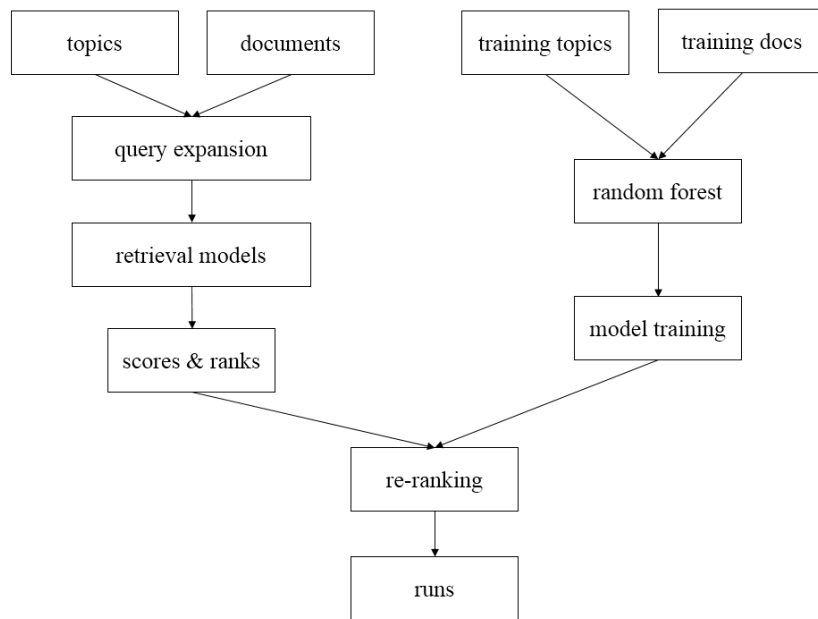 topics
documents
training topics
training docs
query expansion
random forest
retrieval models
model training
scores & ranks
re-ranking
runs